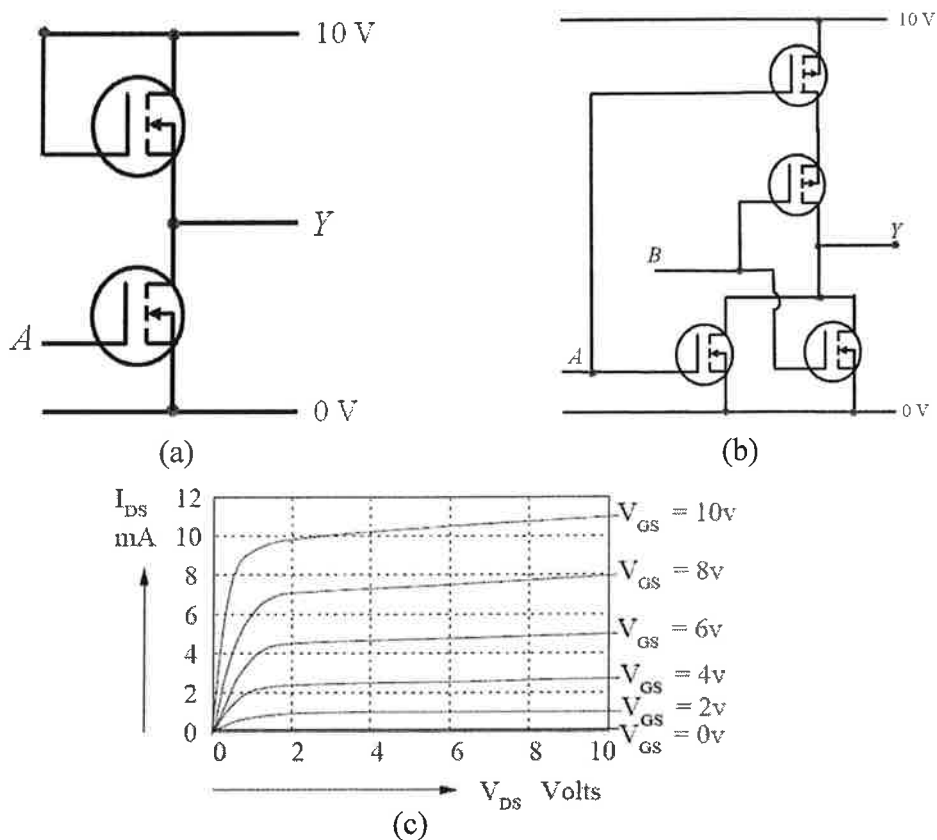 10 V
Y
A
0 V
(a)
10 V
Y
B
A
0 V
(b)
I_DS mA
12
10
8
6
4
2
0
0 2 4 6 8 10
V_GS = 10v
V_GS = 8v
V_GS = 6v
V_GS = 4v
V_GS = 2v
V_GS = 0v
V_DS Volts
(c)